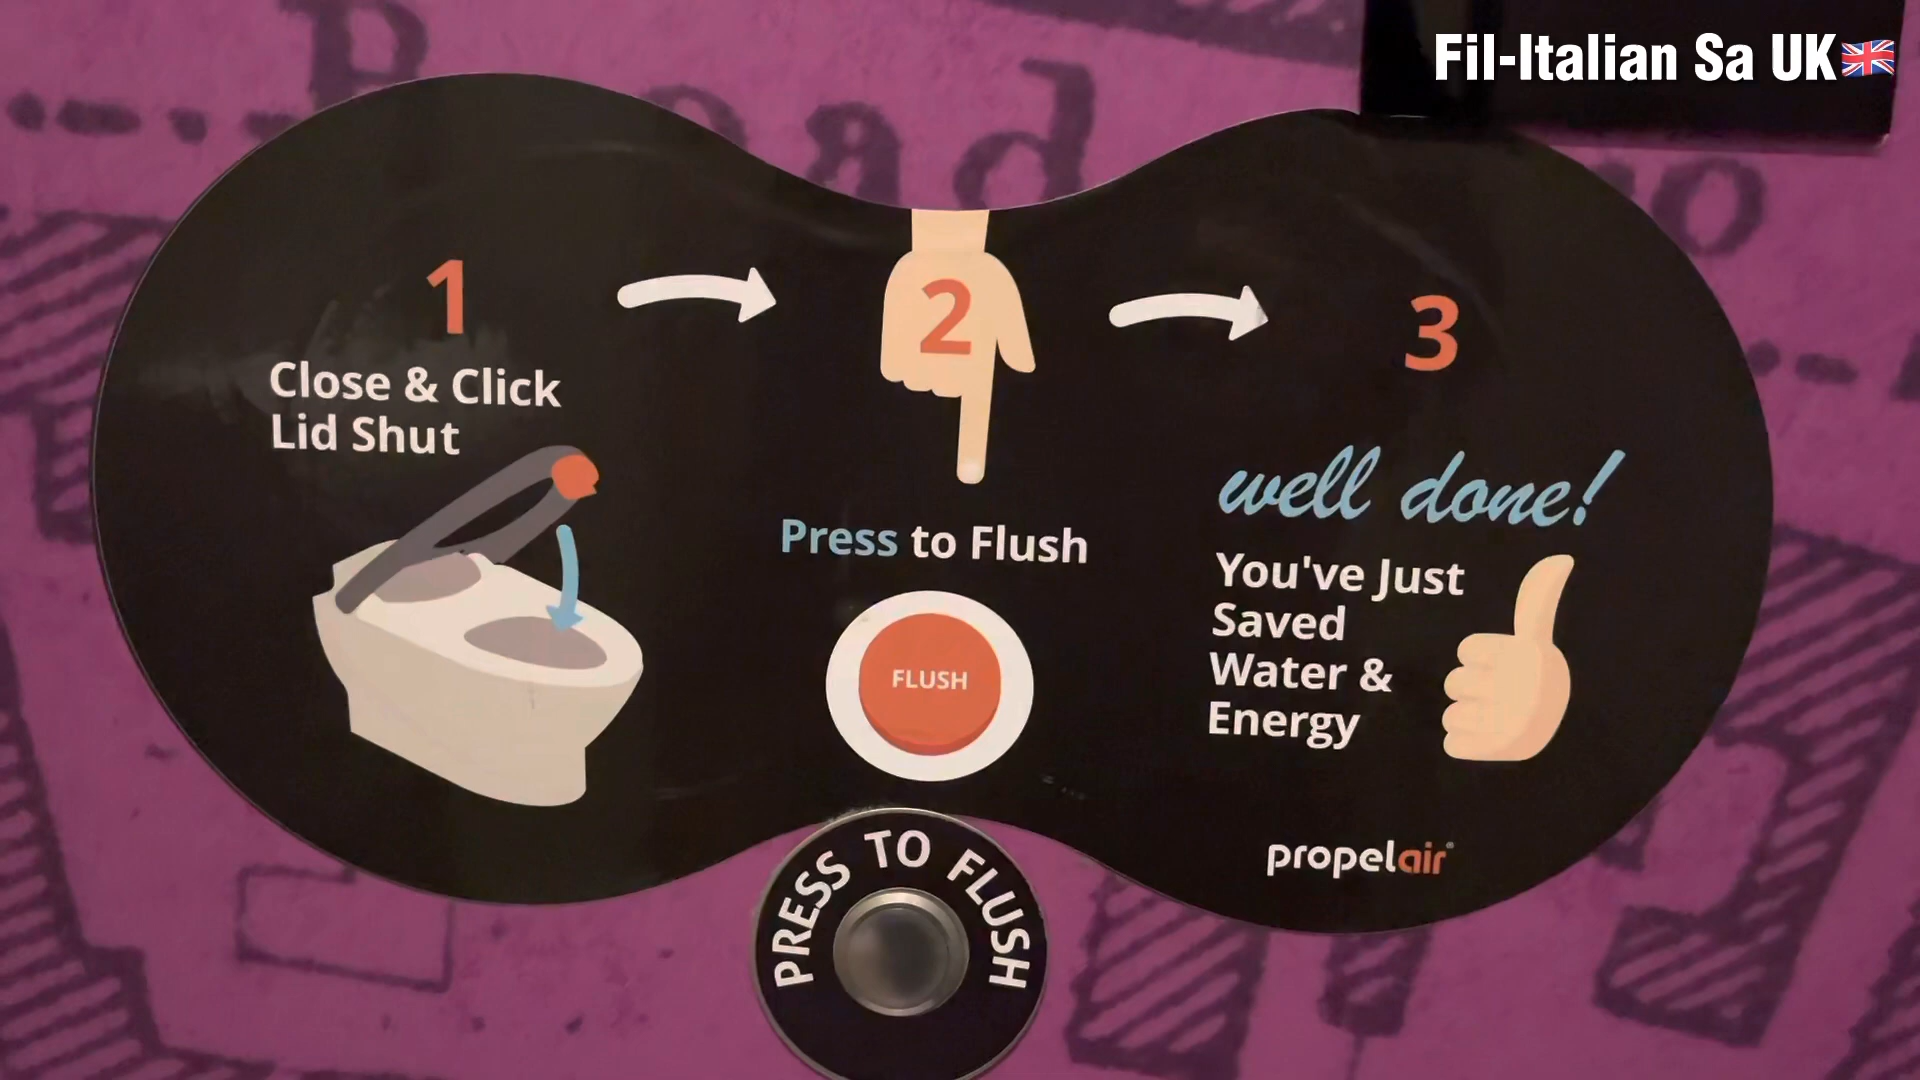 Fil-Italian Sa UK
1
Close & Click
Lid Shut
2
Press to Flush
FLUSH
3
well done!
You've Just
Saved
Water &
Energy
propelair
PRESS TO FLUSH